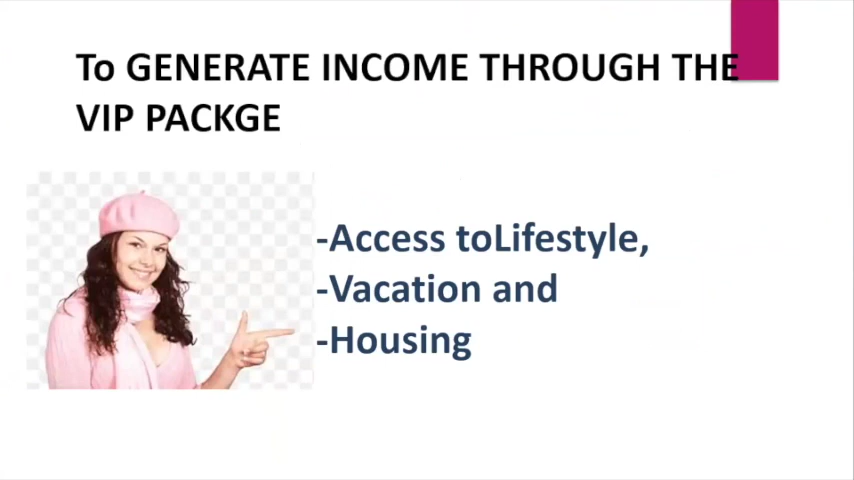 To GENERATE INCOME THROUGH THE
VIP PACKGE
-Access toLifestyle,
-Vacation and
-Housing